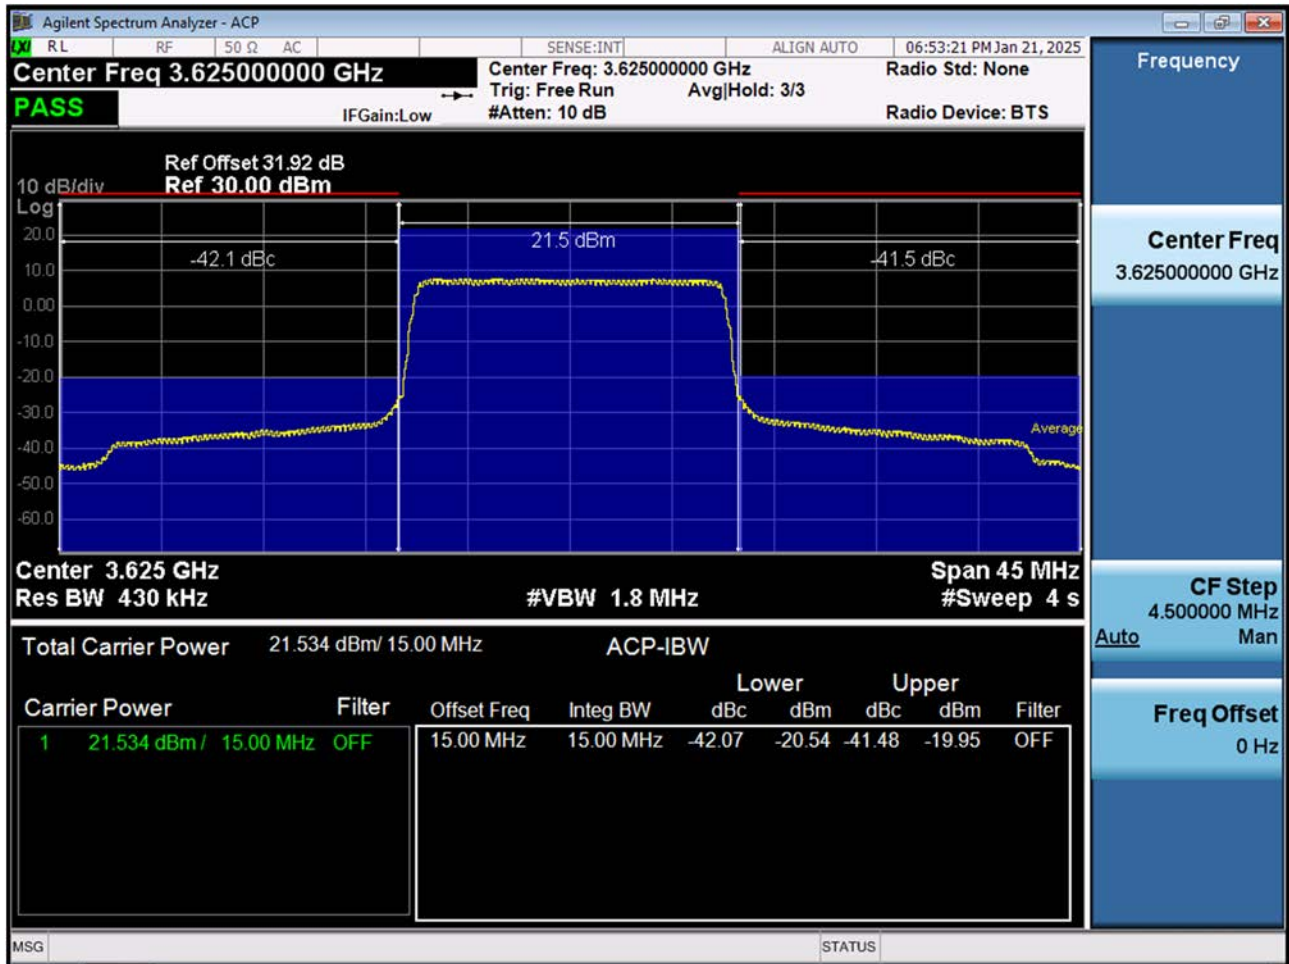 Agilent Spectrum Analyzer - ACP
LXI RL RF 50 Ω AC SENSE:INT ALIGN AUTO 06:53:21 PM Jan 21, 2025
Center Freq 3.625000000 GHz
Center Freq: 3.625000000 GHz
Radio Std: None
Trig: Free Run Avg|Hold: 3/3
PASS
IFGain:Low
#Atten: 10 dB
Radio Device: BTS
Ref Offset 31.92 dB
10 dB/div Ref 30.00 dBm
Log
20.0
10.0
0.00
-10.0
-20.0
-30.0
-40.0
-50.0
-60.0
-42.1 dBc
21.5 dBm
-41.5 dBc
Average
Center 3.625 GHz
Span 45 MHz
Res BW 430 kHz
#VBW 1.8 MHz
#Sweep 4 s
Total Carrier Power 21.534 dBm/ 15.00 MHz
ACP-IBW
Lower Upper
Carrier Power Filter
Offset Freq Integ BW dBc dBm dBc dBm Filter
1 21.534 dBm / 15.00 MHz OFF
15.00 MHz 15.00 MHz -42.07 -20.54 -41.48 -19.95 OFF
MSG
STATUS
Frequency
Center Freq
3.625000000 GHz
CF Step
4.500000 MHz
Auto Man
Freq Offset
0 Hz